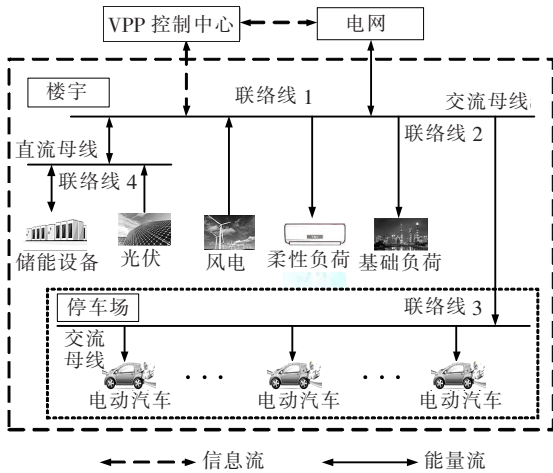 VPP 控制中心
电网
楼宇
联络线 1
交流母线
直流母线
联络线 2
联络线 4
储能设备
光伏
风电
柔性负荷
基础负荷
停车场
联络线 3
交流
母线
电动汽车
电动汽车
电动汽车
信息流
能量流